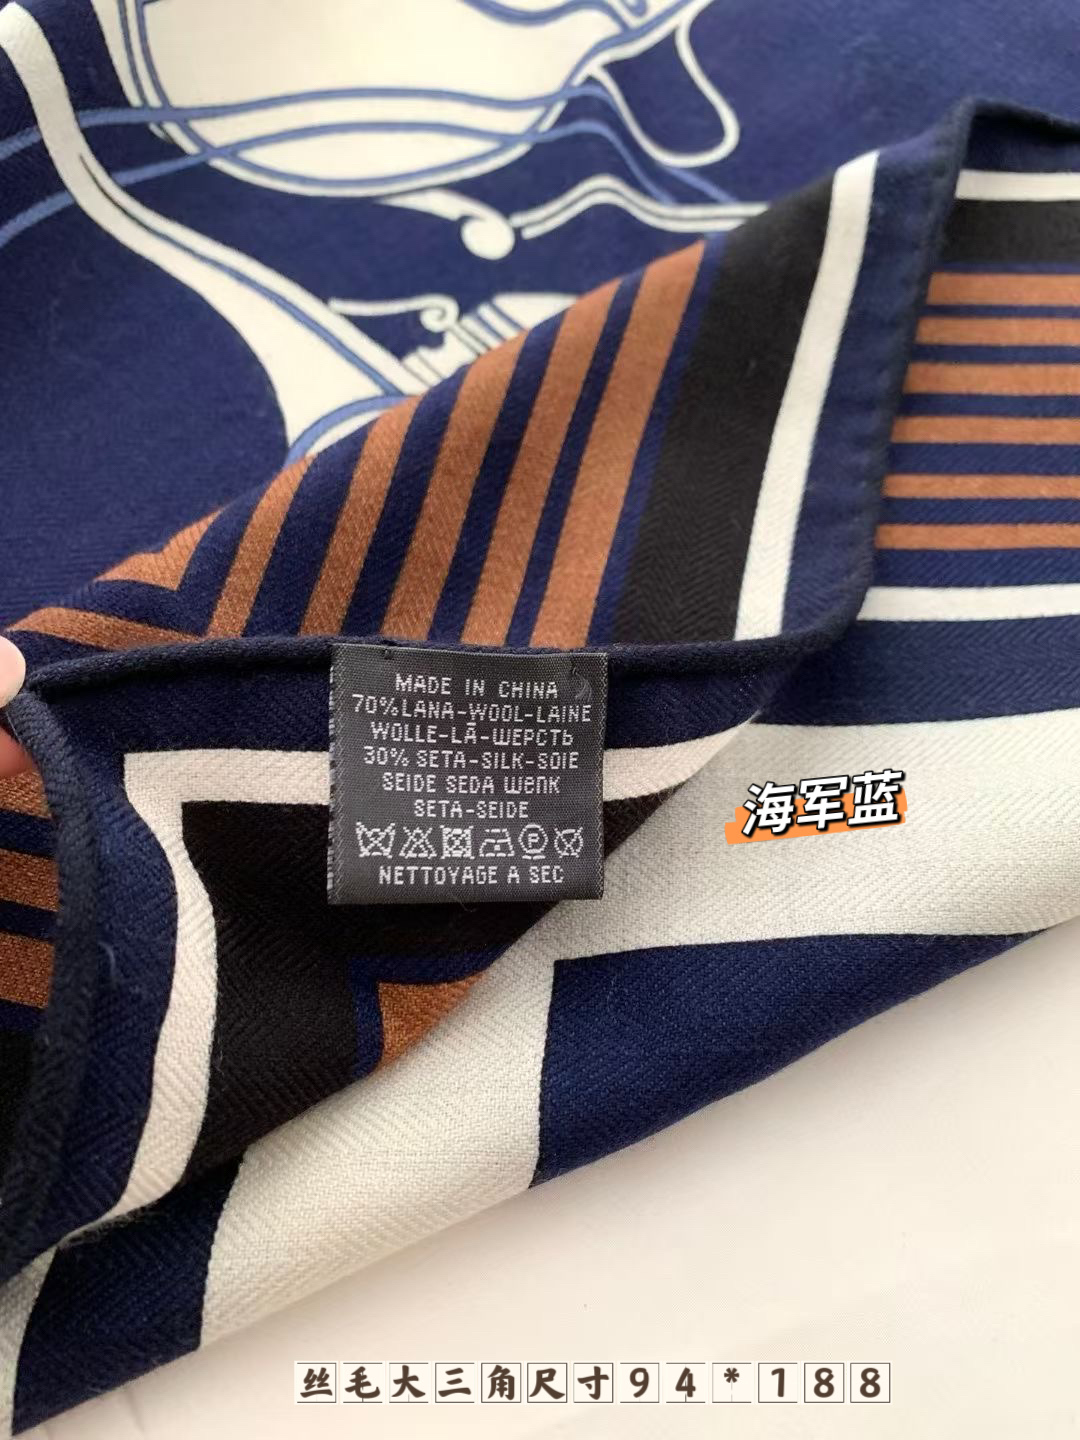 MADE IN CHINA
70%LANA-WOOL-LAINE
WOLLE-LĀ-ШЕРСТЬ
30% SETA-SILK-SOIE
SEIDE SEDA Шелк
SETA-SEIDE
NETTOYAGE A SEC
海军蓝
丝毛大三角尺寸94*188